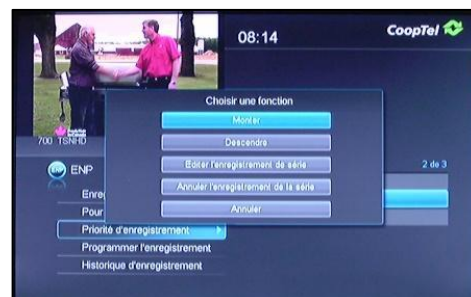 08:14
CoopTel
700 TSNHD
Choisir une fonction
Monter
Descendre
Editer l'enregistrement de série
Annuler l'enregistrement de la série
Annuler
ENP
2 de 3
Enre
Pour
Priorité d'enregistrement
Programmer l'enregistrement
Historique d'enregistrement